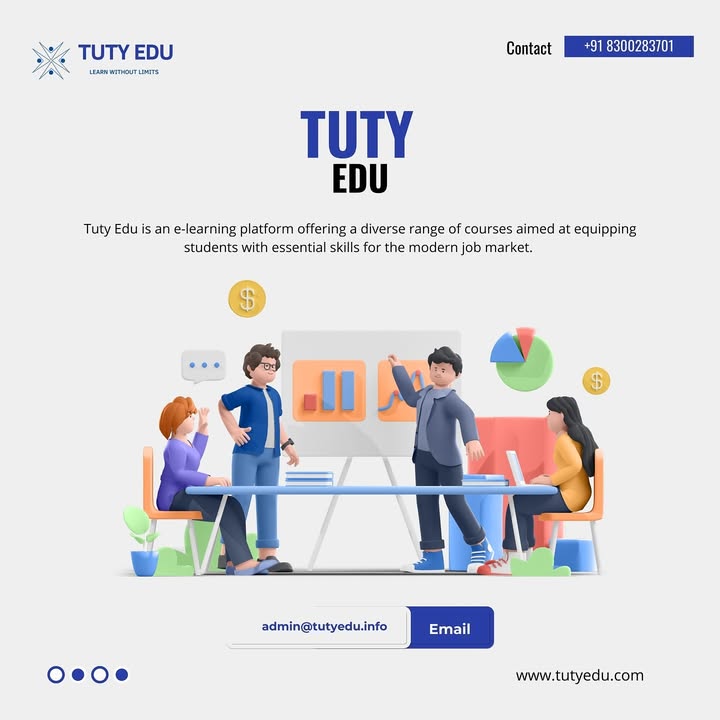 TUTY EDU
LEARN WITHOUT LIMITS
Contact
+91 8300283701
TUTY
EDU
Tuty Edu is an e-learning platform offering a diverse range of courses aimed at equipping
students with essential skills for the modern job market.
$
$
admin@tutyedu.info
Email
www.tutyedu.com